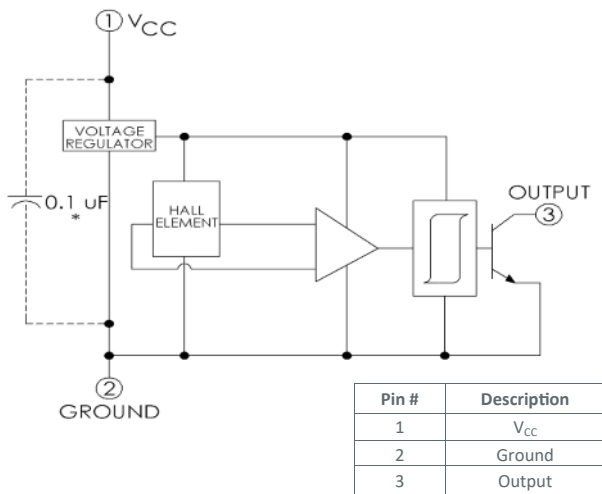 1 VCC
VOLTAGE
REGULATOR
0.1 uF
*
HALL
ELEMENT
OUTPUT
3
2
GROUND
Pin # Description
1 VCC
2 Ground
3 Output